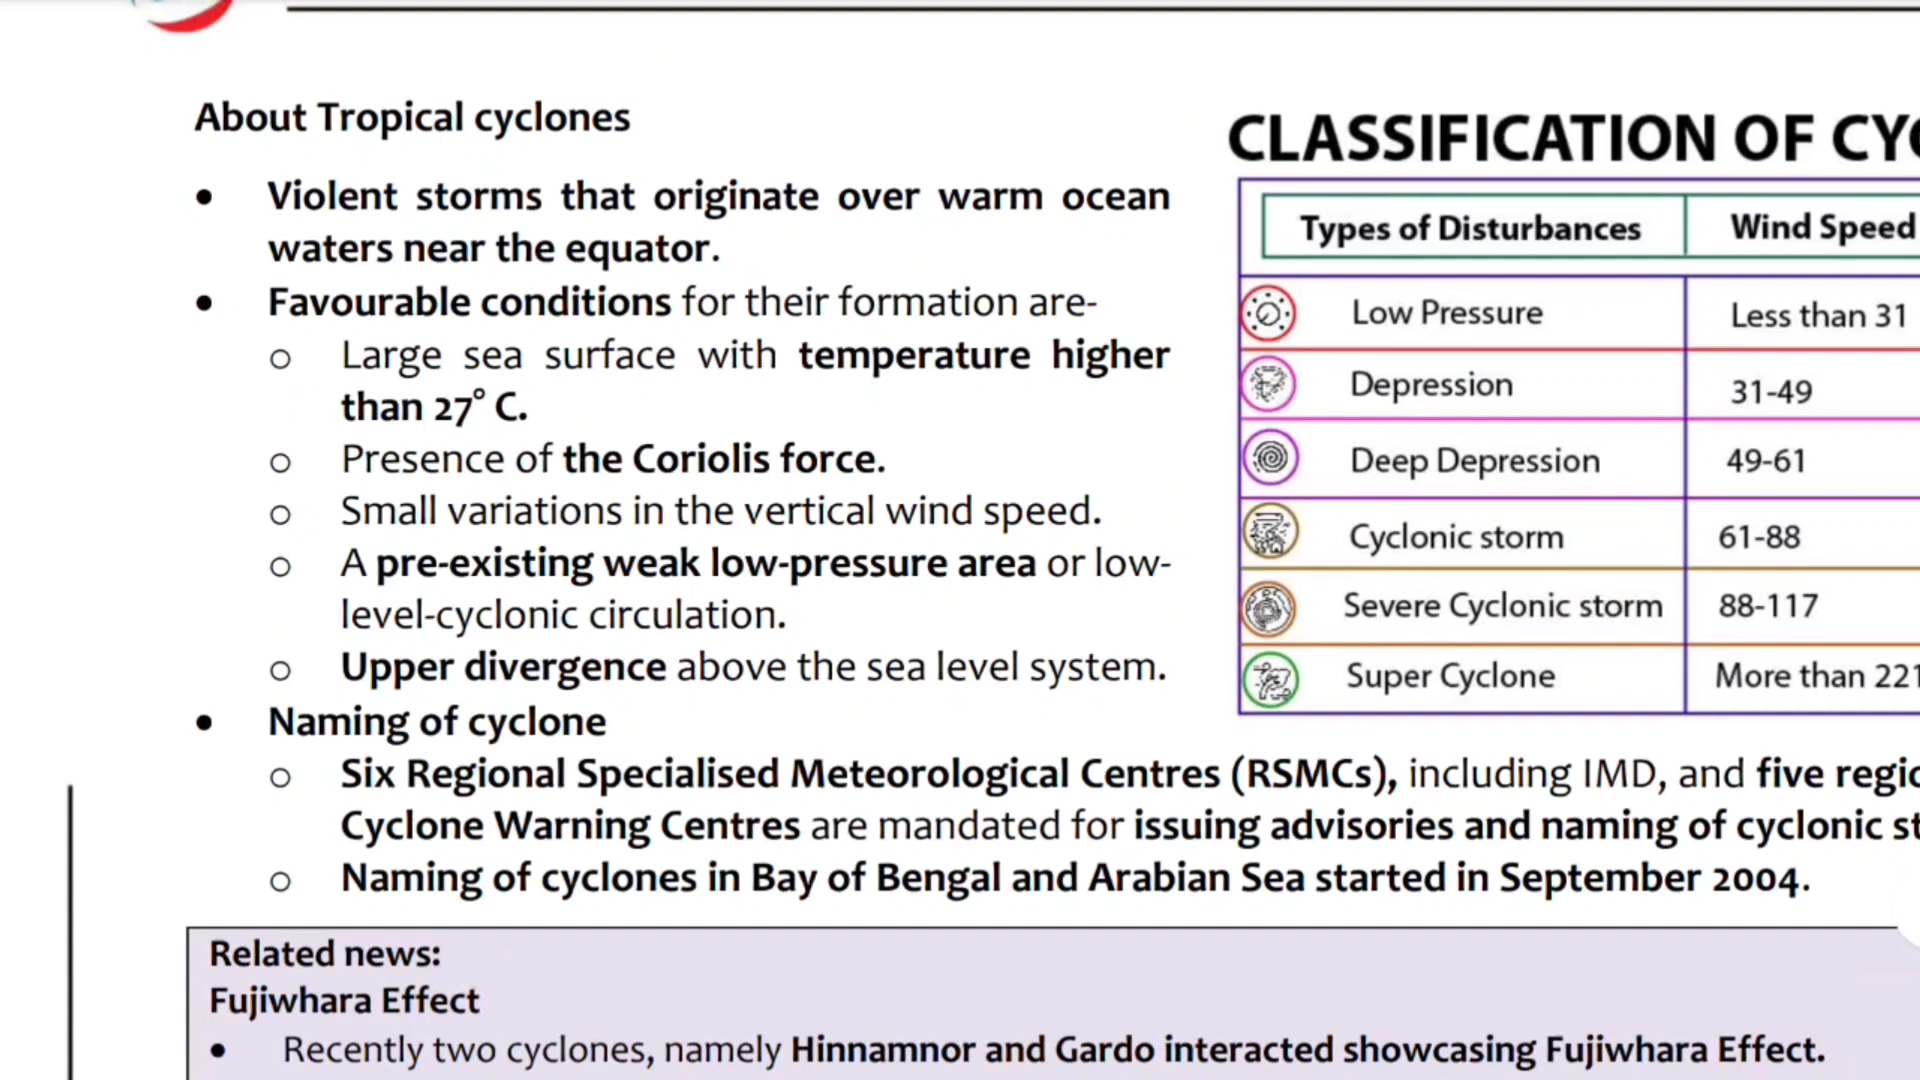 About Tropical cyclones
• Violent storms that originate over warm ocean
waters near the equator.
• Favourable conditions for their formation are-
o Large sea surface with temperature higher
than 27° C.
o Presence of the Coriolis force.
o Small variations in the vertical wind speed.
o A pre-existing weak low-pressure area or low-
level-cyclonic circulation.
o Upper divergence above the sea level system.
CLASSIFICATION OF CYC
Types of Disturbances Wind Speed
Low Pressure Less than 31
Depression 31-49
Deep Depression 49-61
Cyclonic storm 61-88
Severe Cyclonic storm 88-117
Super Cyclone More than 221
• Naming of cyclone
o Six Regional Specialised Meteorological Centres (RSMCs), including IMD, and five regio
Cyclone Warning Centres are mandated for issuing advisories and naming of cyclonic st
o Naming of cyclones in Bay of Bengal and Arabian Sea started in September 2004.
Related news:
Fujiwhara Effect
• Recently two cyclones, namely Hinnamnor and Gardo interacted showcasing Fujiwhara Effect.